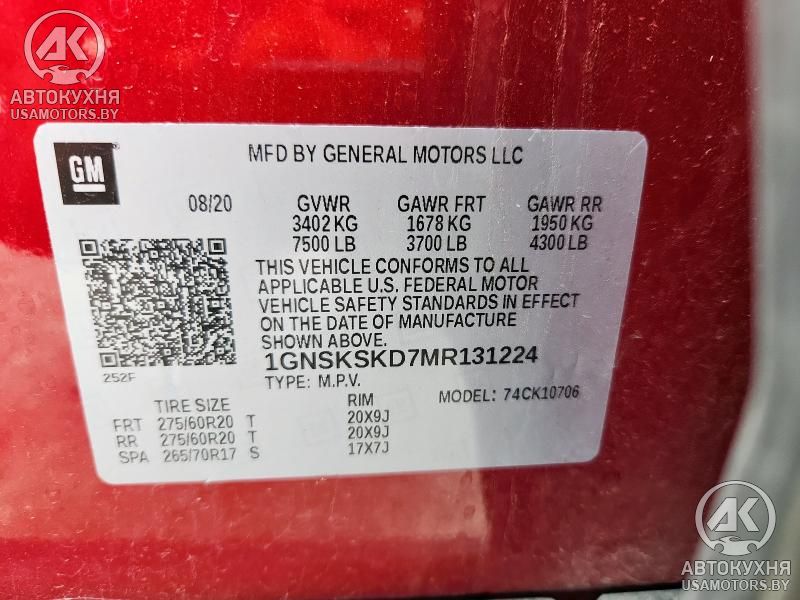 AK
АВТОКУХНЯ
USAMOTORS.BY
GM
MFD BY GENERAL MOTORS LLC
08/20 GVWR GAWR FRT GAWR RR
3402 KG 1678 KG 1950 KG
7500 LB 3700 LB 4300 LB
THIS VEHICLE CONFORMS TO ALL
APPLICABLE U.S. FEDERAL MOTOR
VEHICLE SAFETY STANDARDS IN EFFECT
ON THE DATE OF MANUFACTURE
SHOWN ABOVE.
1GNSKSKD7MR131224
252F
TYPE: M.P.V. MODEL: 74CK10706
TIRE SIZE RIM
FRT 275/60R20 T 20X9J
RR 275/60R20 T 20X9J
SPA 265/70R17 S 17X7J
AK
АВТОКУХНЯ
USAMOTORS.BY